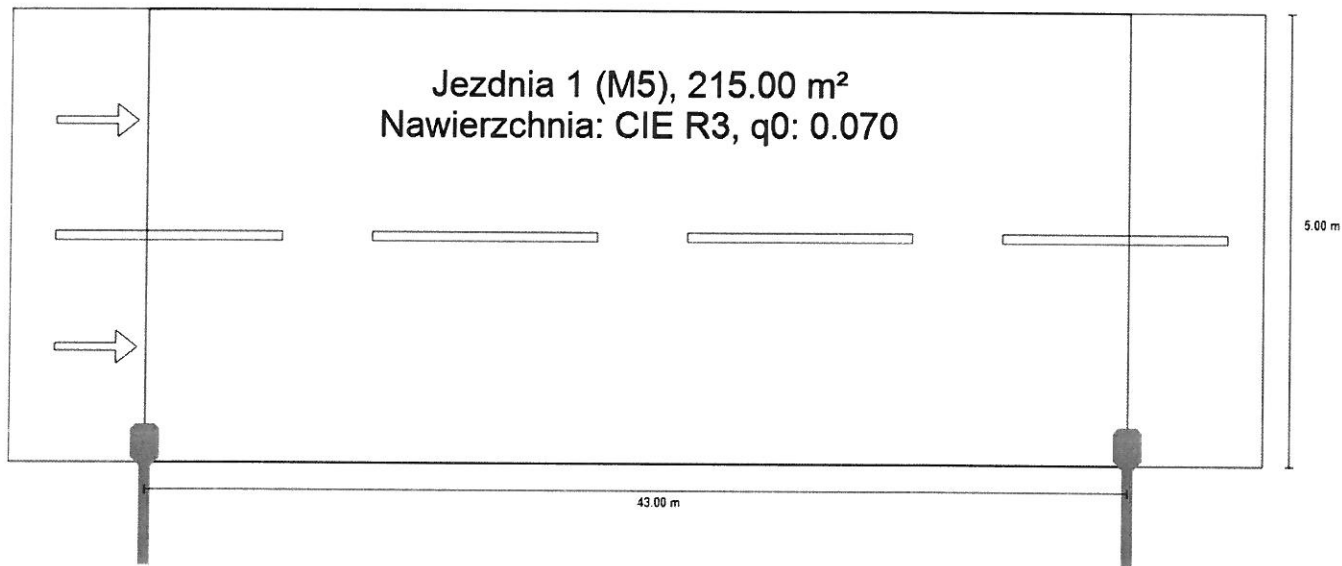 Jezdnia 1 (M5), 215.00 m²
Nawierzchnia: CIE R3, q0: 0.070
5.00 m
43.00 m